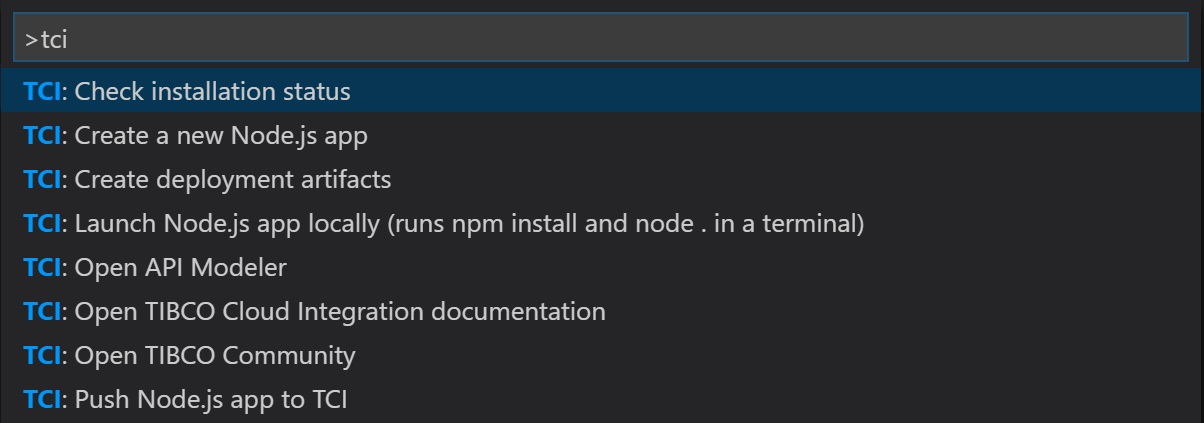 >tci
TCI: Check installation status
TCI: Create a new Node.js app
TCI: Create deployment artifacts
TCI: Launch Node.js app locally (runs npm install and node . in a terminal)
TCI: Open API Modeler
TCI: Open TIBCO Cloud Integration documentation
TCI: Open TIBCO Community
TCI: Push Node.js app to TCI